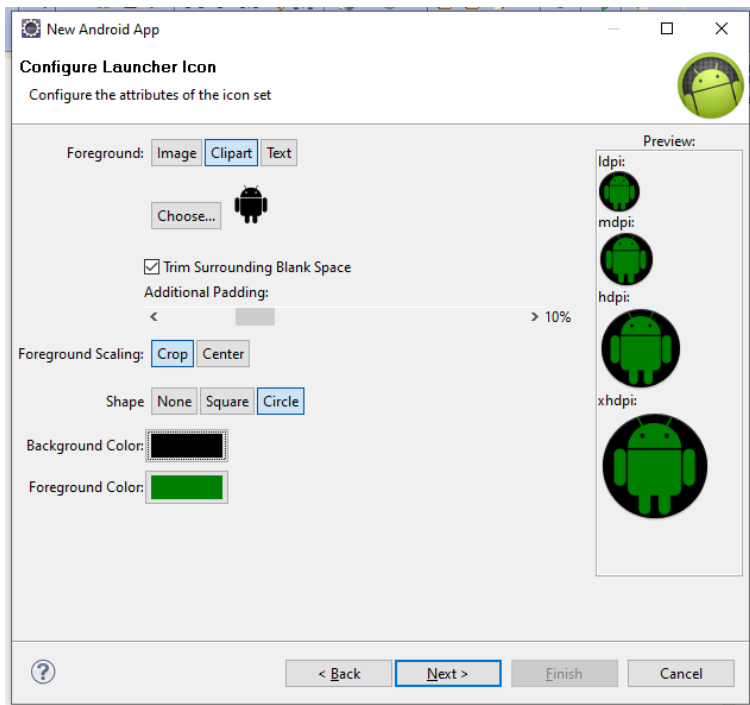 New Android App
Configure Launcher Icon
Configure the attributes of the icon set
Foreground: Image Clipart Text
Choose...
Trim Surrounding Blank Space
Additional Padding:
< > 10%
Foreground Scaling: Crop Center
Shape None Square Circle
Background Color:
Foreground Color:
Preview:
ldpi:
mdpi:
hdpi:
xhdpi:
? < Back Next > Finish Cancel